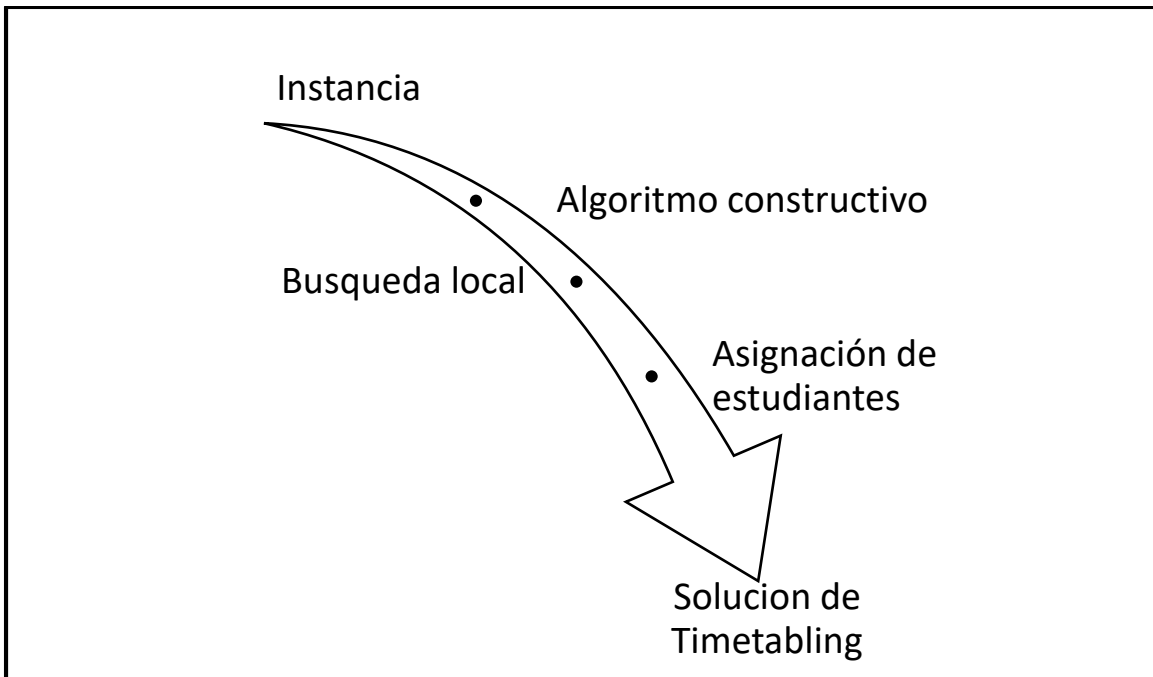 Instancia
Algoritmo constructivo
Busqueda local
Asignación de
estudiantes
Solucion de
Timetabling